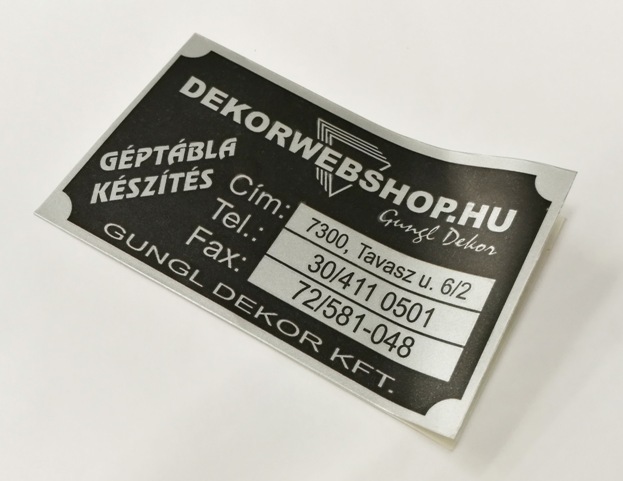 DEKORWEBSHOP.HU
Gungl Dekor
GÉPTÁBLA
KÉSZÍTÉS
Cím: 7300, Tavasz u. 6/2
Tel.: 30/411 0501
Fax: 72/581-048
GUNGL DEKOR KFT.